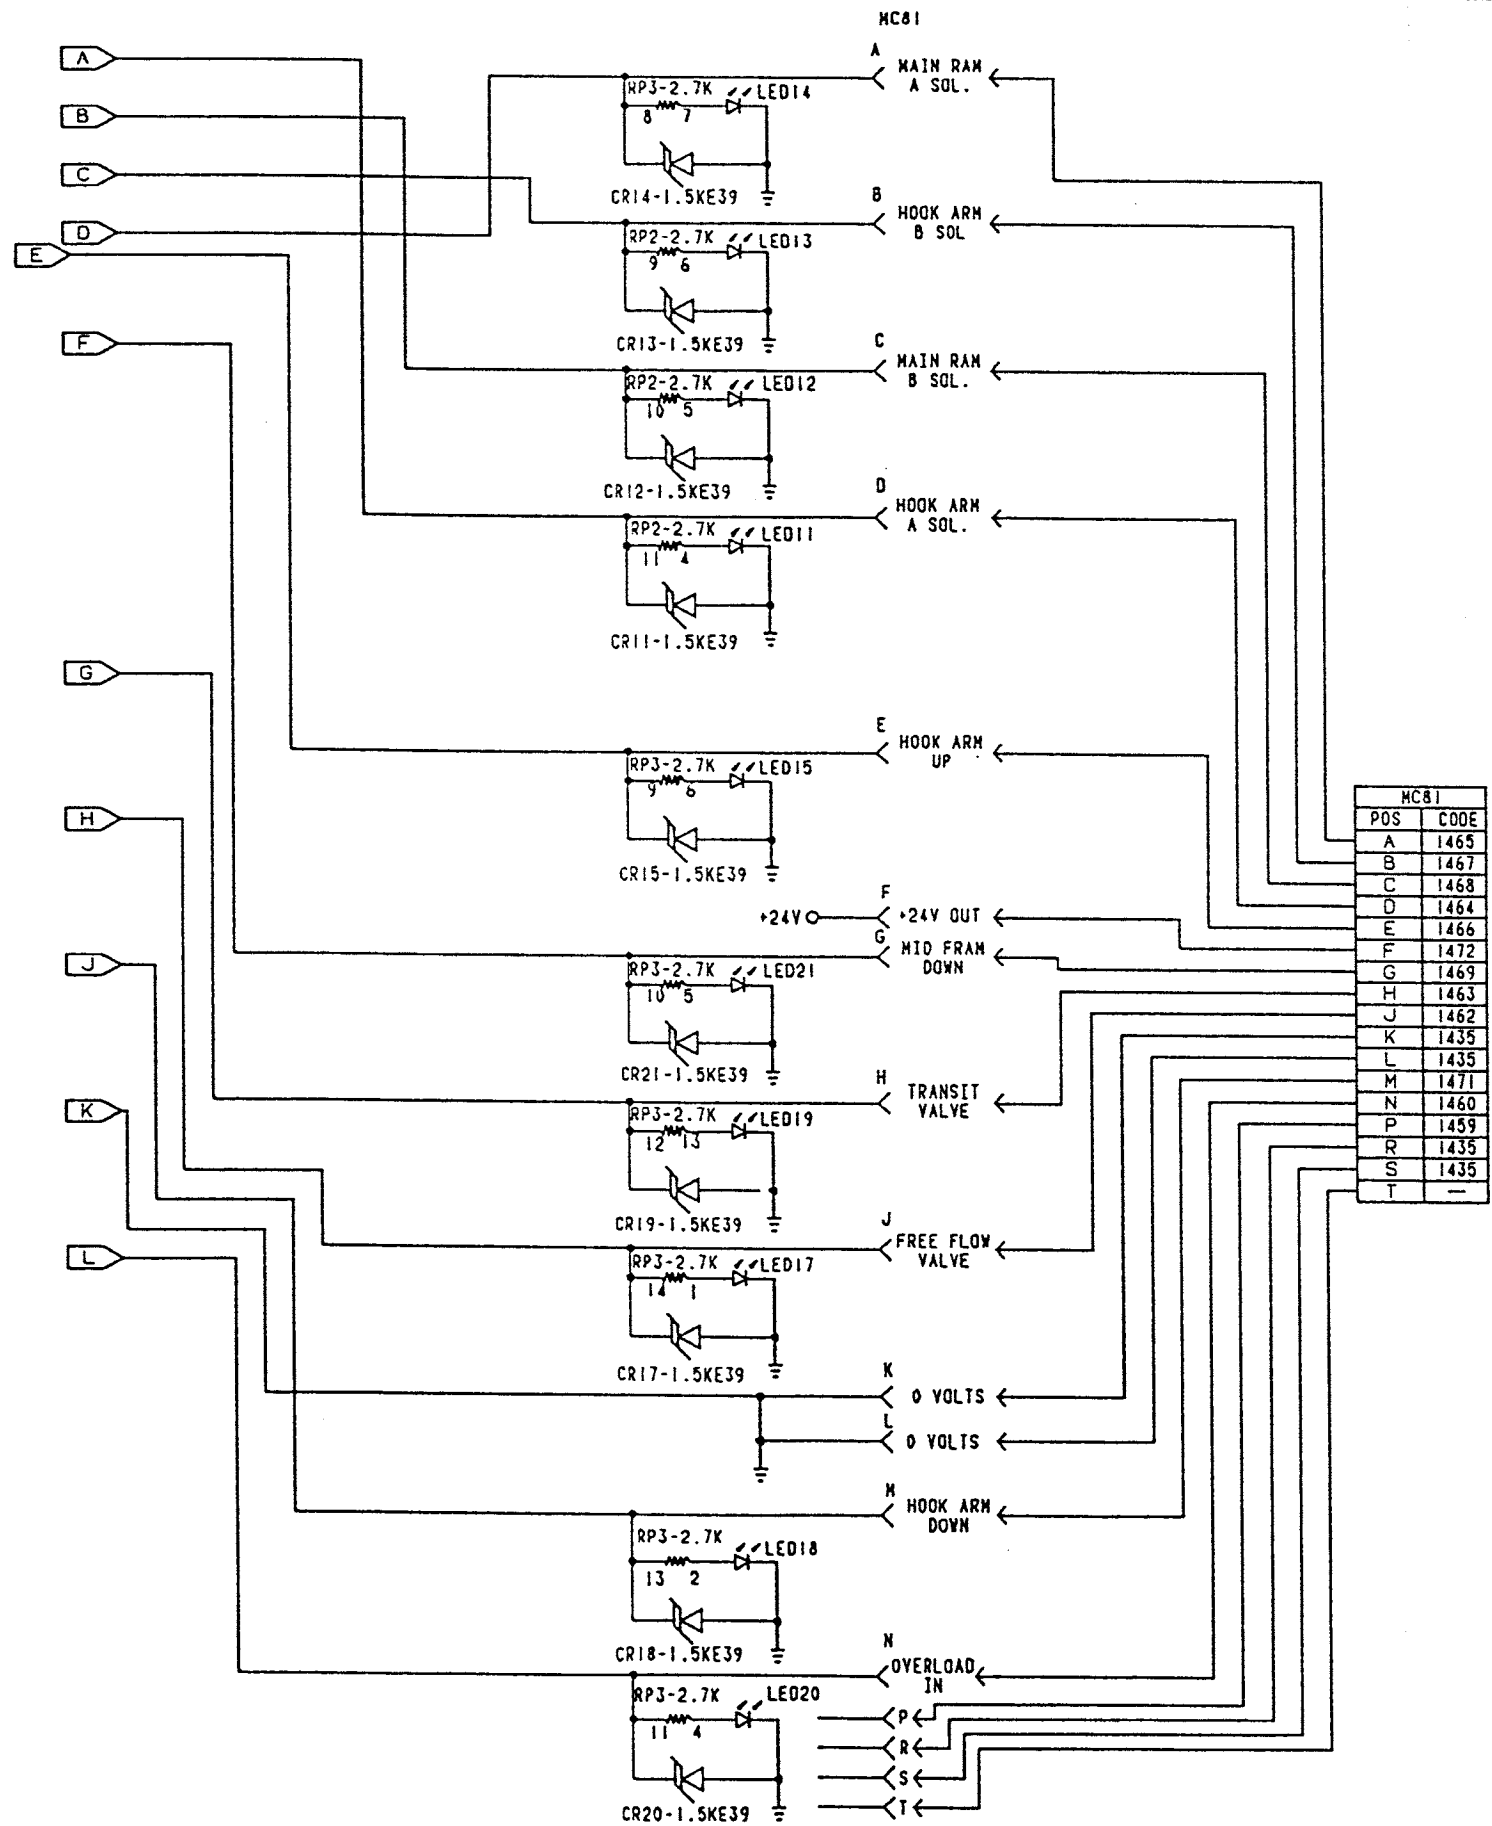 MC81
A
A
MAIN RAM
A SOL.
RP3-2.7K
LED14
8 7
B
C
CR14-1.5KE39
B
HOOK ARM
B SOL
D
RP2-2.7K
LED13
E
9 6
F
CR13-1.5KE39
C
MAIN RAM
B SOL.
RP2-2.7K
LED12
10 5
CR12-1.5KE39
D
HOOK ARM
A SOL.
RP2-2.7K
LED11
11 4
CR11-1.5KE39
G
E
HOOK ARM
UP
RP3-2.7K
LED15
9 6
H
CR15-1.5KE39
F
+24V
+24V OUT
G
MID FRAM
DOWN
J
RP3-2.7K
LED21
10 5
CR21-1.5KE39
H
TRANSIT
VALVE
K
RP3-2.7K
LED19
12 13
CR19-1.5KE39
J
FREE FLOW
VALVE
L
RP3-2.7K
LED17
14 1
CR17-1.5KE39
K
0 VOLTS
L
0 VOLTS
M
HOOK ARM
DOWN
RP3-2.7K
LED18
13 2
CR18-1.5KE39
N
OVERLOAD
IN
RP3-2.7K
LED20
11 4
CR20-1.5KE39
P
R
S
T
MC81
POS CODE
A 1465
B 1467
C 1468
D 1464
E 1466
F 1472
G 1469
H 1463
J 1462
K 1435
L 1435
M 1471
N 1460
P 1459
R 1435
S 1435
T —